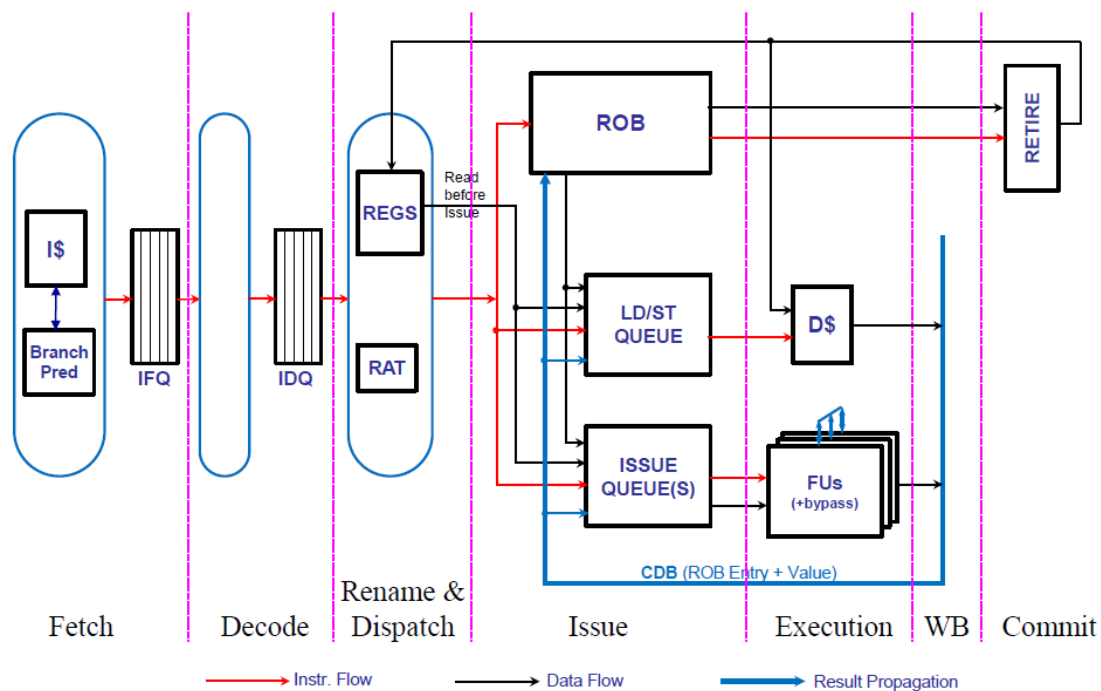 ROB
RETIRE
Read
before
Issue
REGS
I$
LD/ST
QUEUE
D$
Branch
Pred
IFQ
IDQ
RAT
ISSUE
QUEUE(S)
FUs
(+bypass)
CDB (ROB Entry + Value)
Fetch
Decode
Rename &
Dispatch
Issue
Execution
WB
Commit
Instr. Flow
Data Flow
Result Propagation